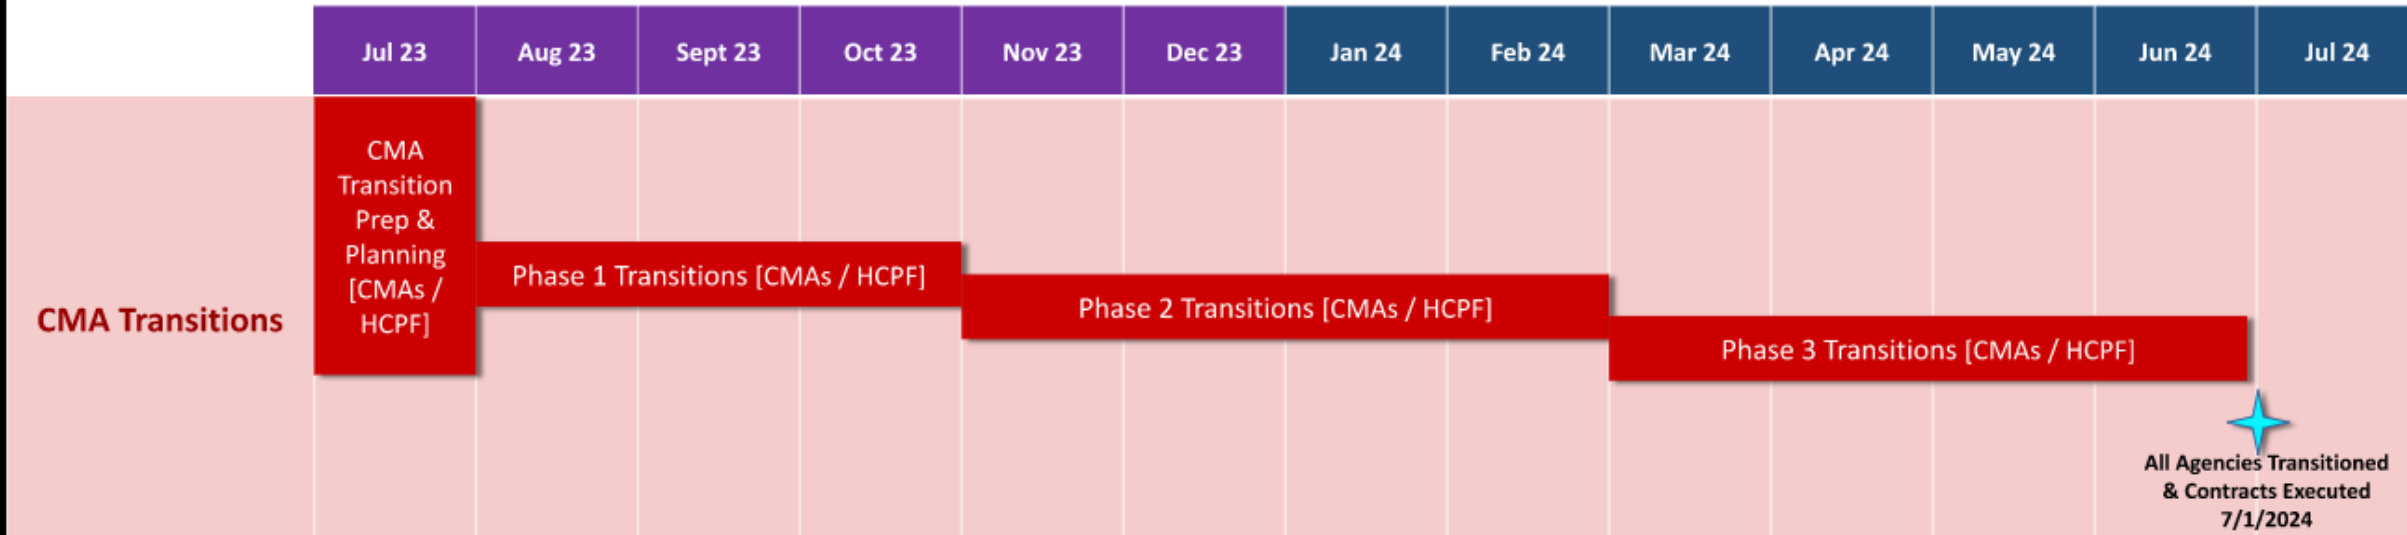 Jul 23 Aug 23 Sept 23 Oct 23 Nov 23 Dec 23 Jan 24 Feb 24 Mar 24 Apr 24 May 24 Jun 24 Jul 24
CMA Transitions
CMA
Transition
Prep &
Planning
[CMAs /
HCPF]
Phase 1 Transitions [CMAs / HCPF]
Phase 2 Transitions [CMAs / HCPF]
Phase 3 Transitions [CMAs / HCPF]
All Agencies Transitioned
& Contracts Executed
7/1/2024